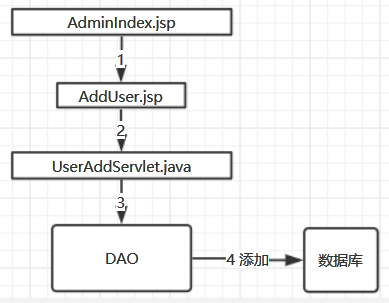 AdminIndex.jsp
1
AddUser.jsp
2
UserAddServlet.java
3
DAO
4 添加
数据库